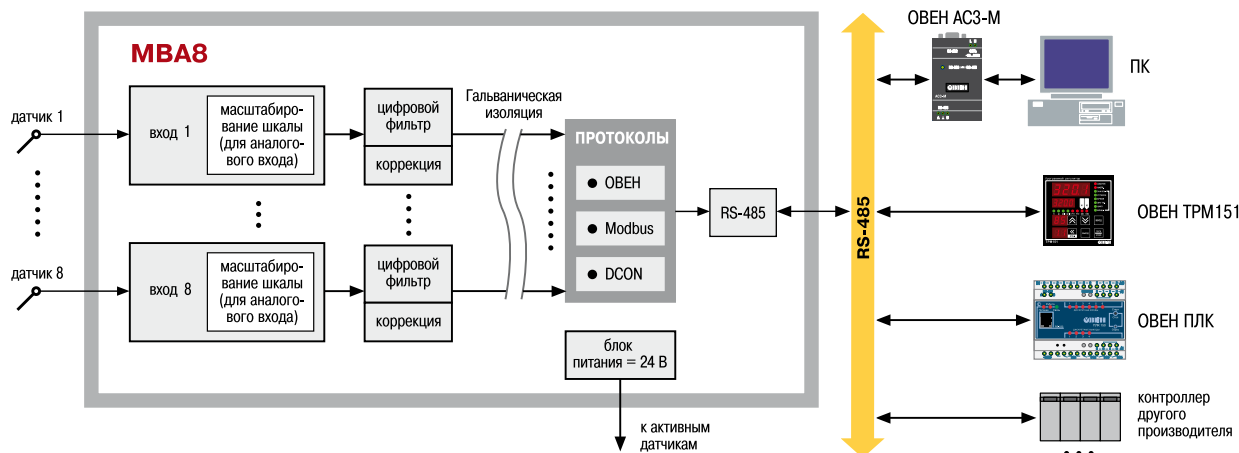 МВА8
датчик 1
вход 1
масштабиро-
вание шкалы
(для аналого-
вого входа)
цифровой
фильтр
коррекция
Гальваническая
изоляция
ПРОТОКОЛЫ
● ОВЕН
● Modbus
● DCON
RS-485
датчик 8
вход 8
масштабиро-
вание шкалы
(для аналого-
вого входа)
цифровой
фильтр
коррекция
блок
питания = 24 В
к активным
датчикам
RS-485
ОВЕН АС3-М
ПК
ОВЕН ТРМ151
ОВЕН ПЛК
контроллер
другого
производителя